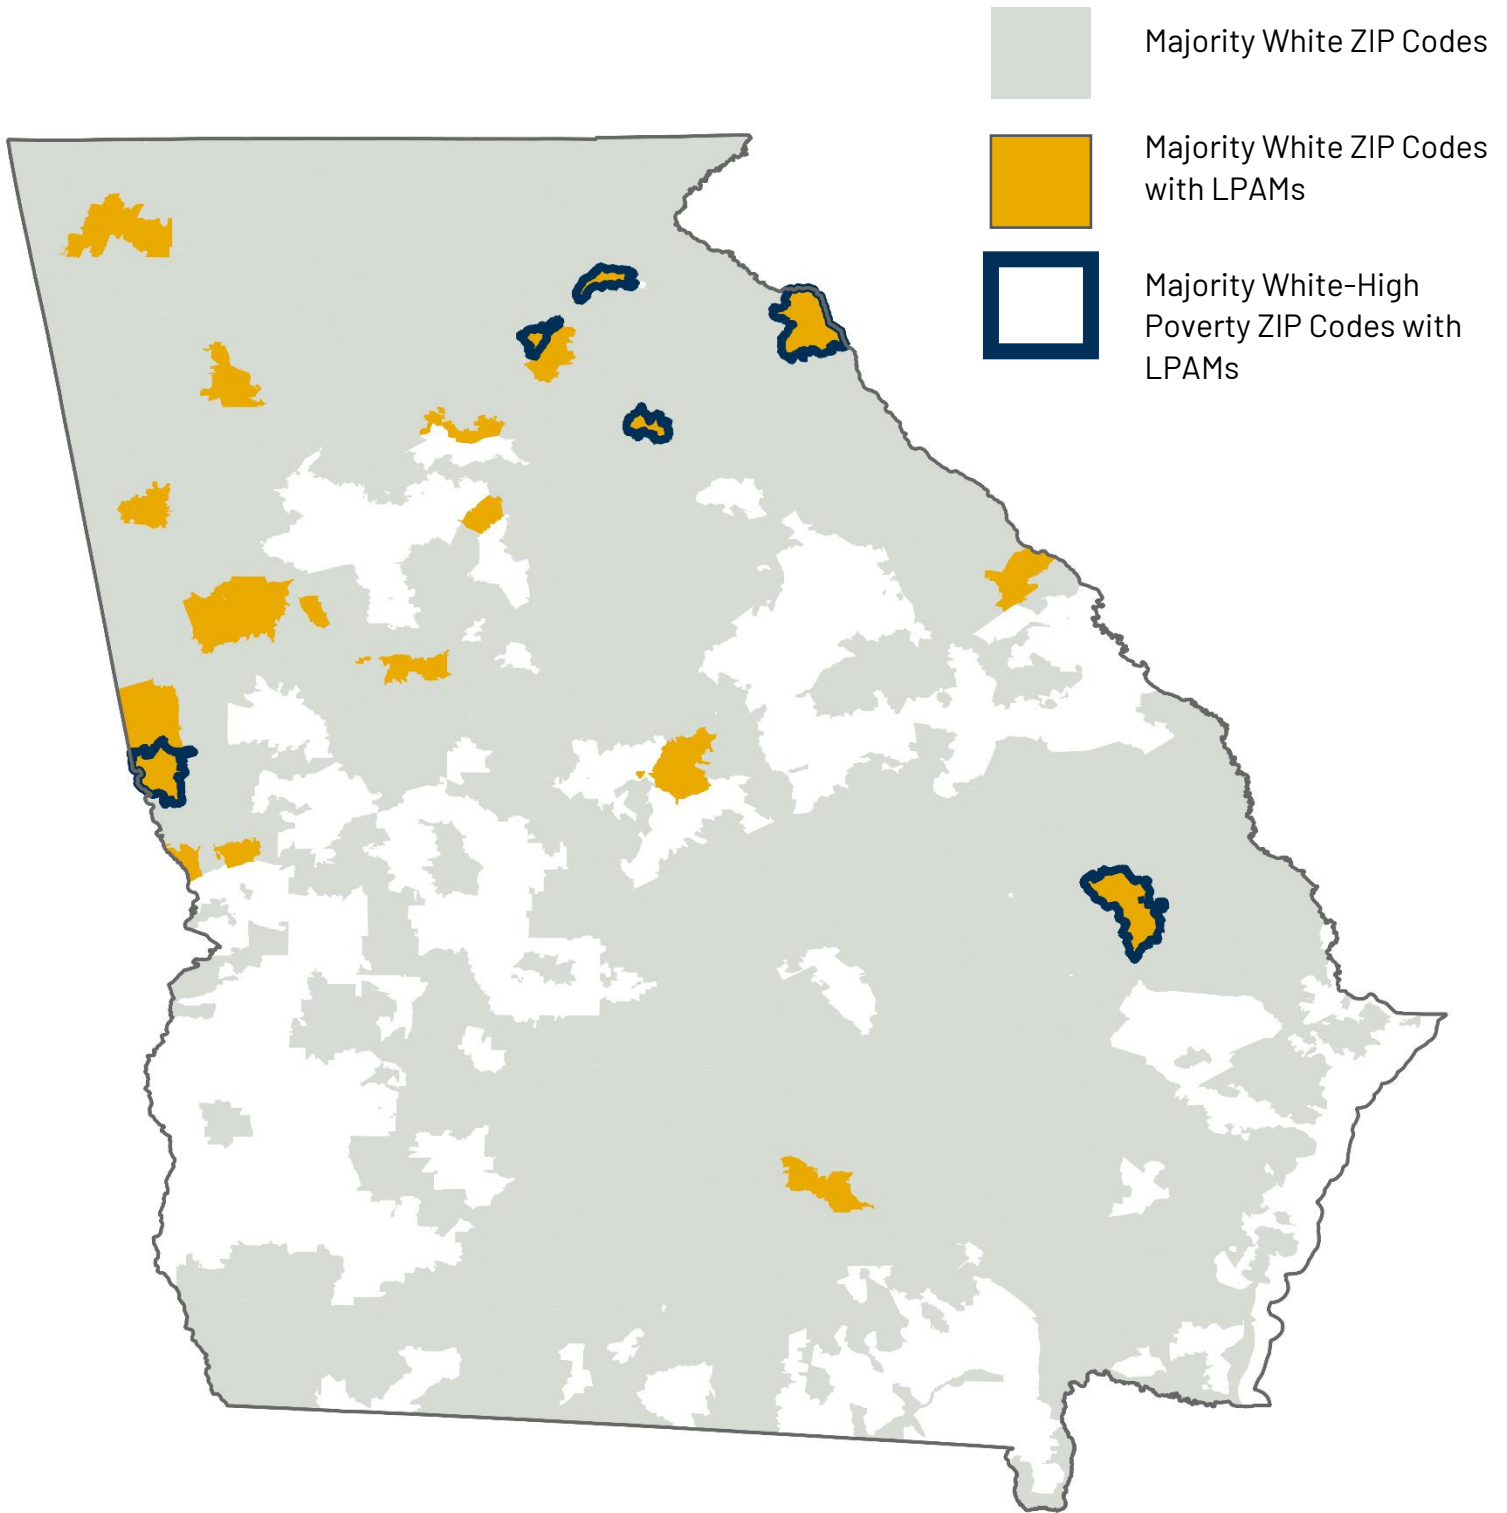 Majority White ZIP Codes
Majority White ZIP Codes
with LPAMs
Majority White-High
Poverty ZIP Codes with
LPAMs